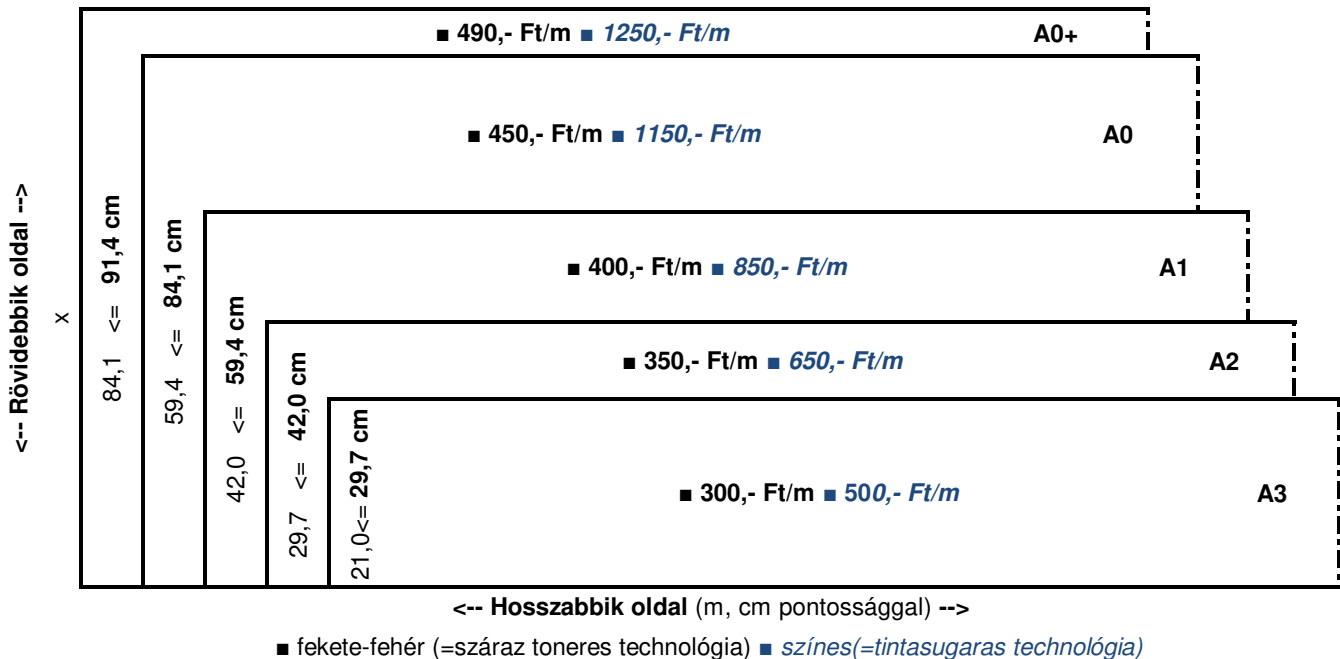 ■ 490,- Ft/m ■ 1250,- Ft/m A0+
■ 450,- Ft/m ■ 1150,- Ft/m A0
■ 400,- Ft/m ■ 850,- Ft/m A1
■ 350,- Ft/m ■ 650,- Ft/m A2
■ 300,- Ft/m ■ 500,- Ft/m A3
<-- Rövidebbik oldal -->
x
84,1 <= 91,4 cm
59,4 <= 84,1 cm
42,0 <= 59,4 cm
29,7 <= 42,0 cm
21,0<= 29,7 cm
<-- Hosszabbik oldal (m, cm pontossággal) -->
■ fekete-fehér (=száraz toneres technológia) ■ színes(=tintasugaras technológia)